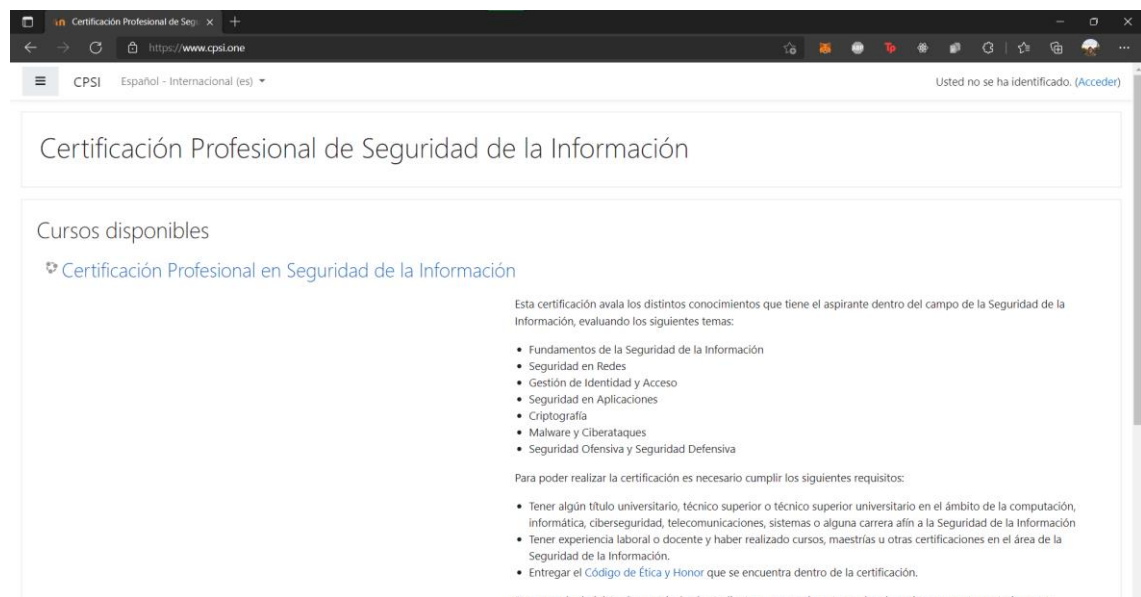 Certificación Profesional de Segu
https://www.cpsi.one
CPSI Español - Internacional (es)
Usted no se ha identificado. (Acceder)
Certificación Profesional de Seguridad de la Información
Cursos disponibles
Certificación Profesional en Seguridad de la Información
Esta certificación avala los distintos conocimientos que tiene el aspirante dentro del campo de la Seguridad de la
Información, evaluando los siguientes temas:
• Fundamentos de la Seguridad de la Información
• Seguridad en Redes
• Gestión de Identidad y Acceso
• Seguridad en Aplicaciones
• Criptografía
• Malware y Ciberataques
• Seguridad Ofensiva y Seguridad Defensiva
Para poder realizar la certificación es necesario cumplir los siguientes requisitos:
• Tener algún título universitario, técnico superior o técnico superior universitario en el ámbito de la computación,
informática, ciberseguridad, telecomunicaciones, sistemas o alguna carrera afín a la Seguridad de la Información
• Tener experiencia laboral o docente y haber realizado cursos, maestrías u otras certificaciones en el área de la
Seguridad de la Información.
• Entregar el Código de Ética y Honor que se encuentra dentro de la certificación.